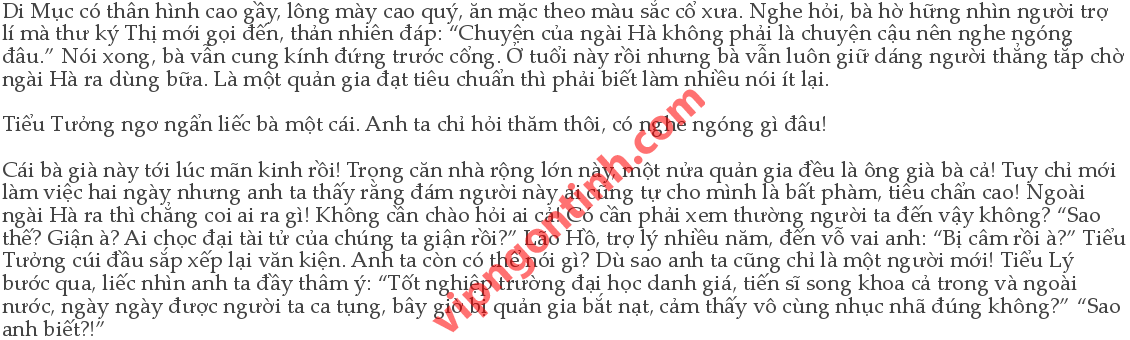 Di Mục có thân hình cao gầy, lông mày cao quý, ăn mặc theo màu sắc cổ xưa. Nghe hỏi, bà hờ hững nhìn người trợ
lí mà thư ký Thị mới gọi đến, thản nhiên đáp: “Chuyện của ngài Hà không phải là chuyện cậu nên nghe ngóng
đâu.” Nói xong, bà vẫn cung kính đứng trước cổng. Ở tuổi này rồi nhưng bà vẫn luôn giữ dáng người thẳng tắp chờ
ngài Hà ra dùng bữa. Là một quản gia đạt tiêu chuẩn thì phải biết làm nhiều nói ít lại.
Tiểu Tưởng ngơ ngẩn liếc bà một cái. Anh ta chỉ hỏi thăm thôi, có nghe ngóng gì đâu!
Cái bà già này tới lúc mãn kinh rồi! Trong căn nhà rộng lớn này, một nửa quản gia đều là ông già bà cả! Tuy chỉ mới
làm việc hai ngày nhưng anh ta thấy rằng đám người này ai cũng tự cho mình là bất phàm, tiêu chẩn cao! Ngoài
ngài Hà ra thì chẳng coi ai ra gì! Không cần chào hỏi ai cả! Có cần phải xem thường người ta đến vậy không? “Sao
thế? Giận à? Ai chọc đại tài tử của chúng ta giận rồi?” Lão Hồ, trợ lý nhiều năm, đến vỗ vai anh: “Bị câm rồi à?” Tiểu
Tưởng cúi đầu sắp xếp lại văn kiện. Anh ta còn có thể nói gì? Dù sao anh ta cũng chỉ là một người mới! Tiểu Lý
bước qua, liếc nhìn anh ta đầy thâm ý: “Tốt nghiệp trường đại học danh giá, tiến sĩ song khoa cả trong và ngoài
nước, ngày ngày được người ta ca tụng, bây giờ bị quản gia bắt nạt, cảm thấy vô cùng nhục nhã đúng không?” “Sao
anh biết?!”
vipngontinh.com